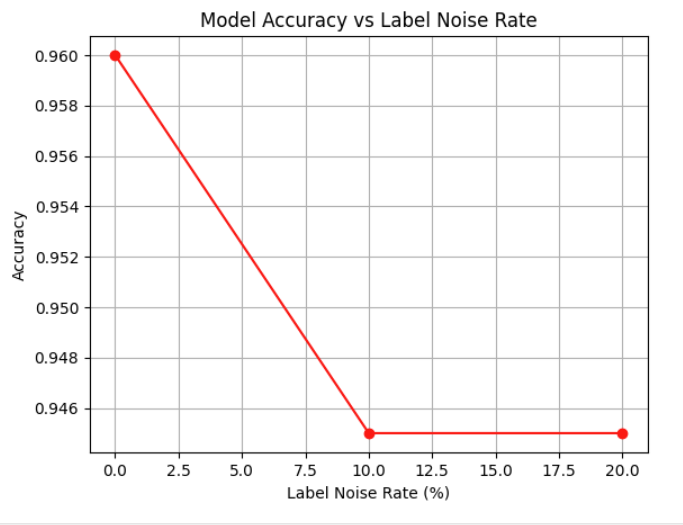 Model Accuracy vs Label Noise Rate
0.960
0.958
0.956
0.954
0.952
0.950
0.948
0.946
Accuracy
0.0 2.5 5.0 7.5 10.0 12.5 15.0 17.5 20.0
Label Noise Rate (%)